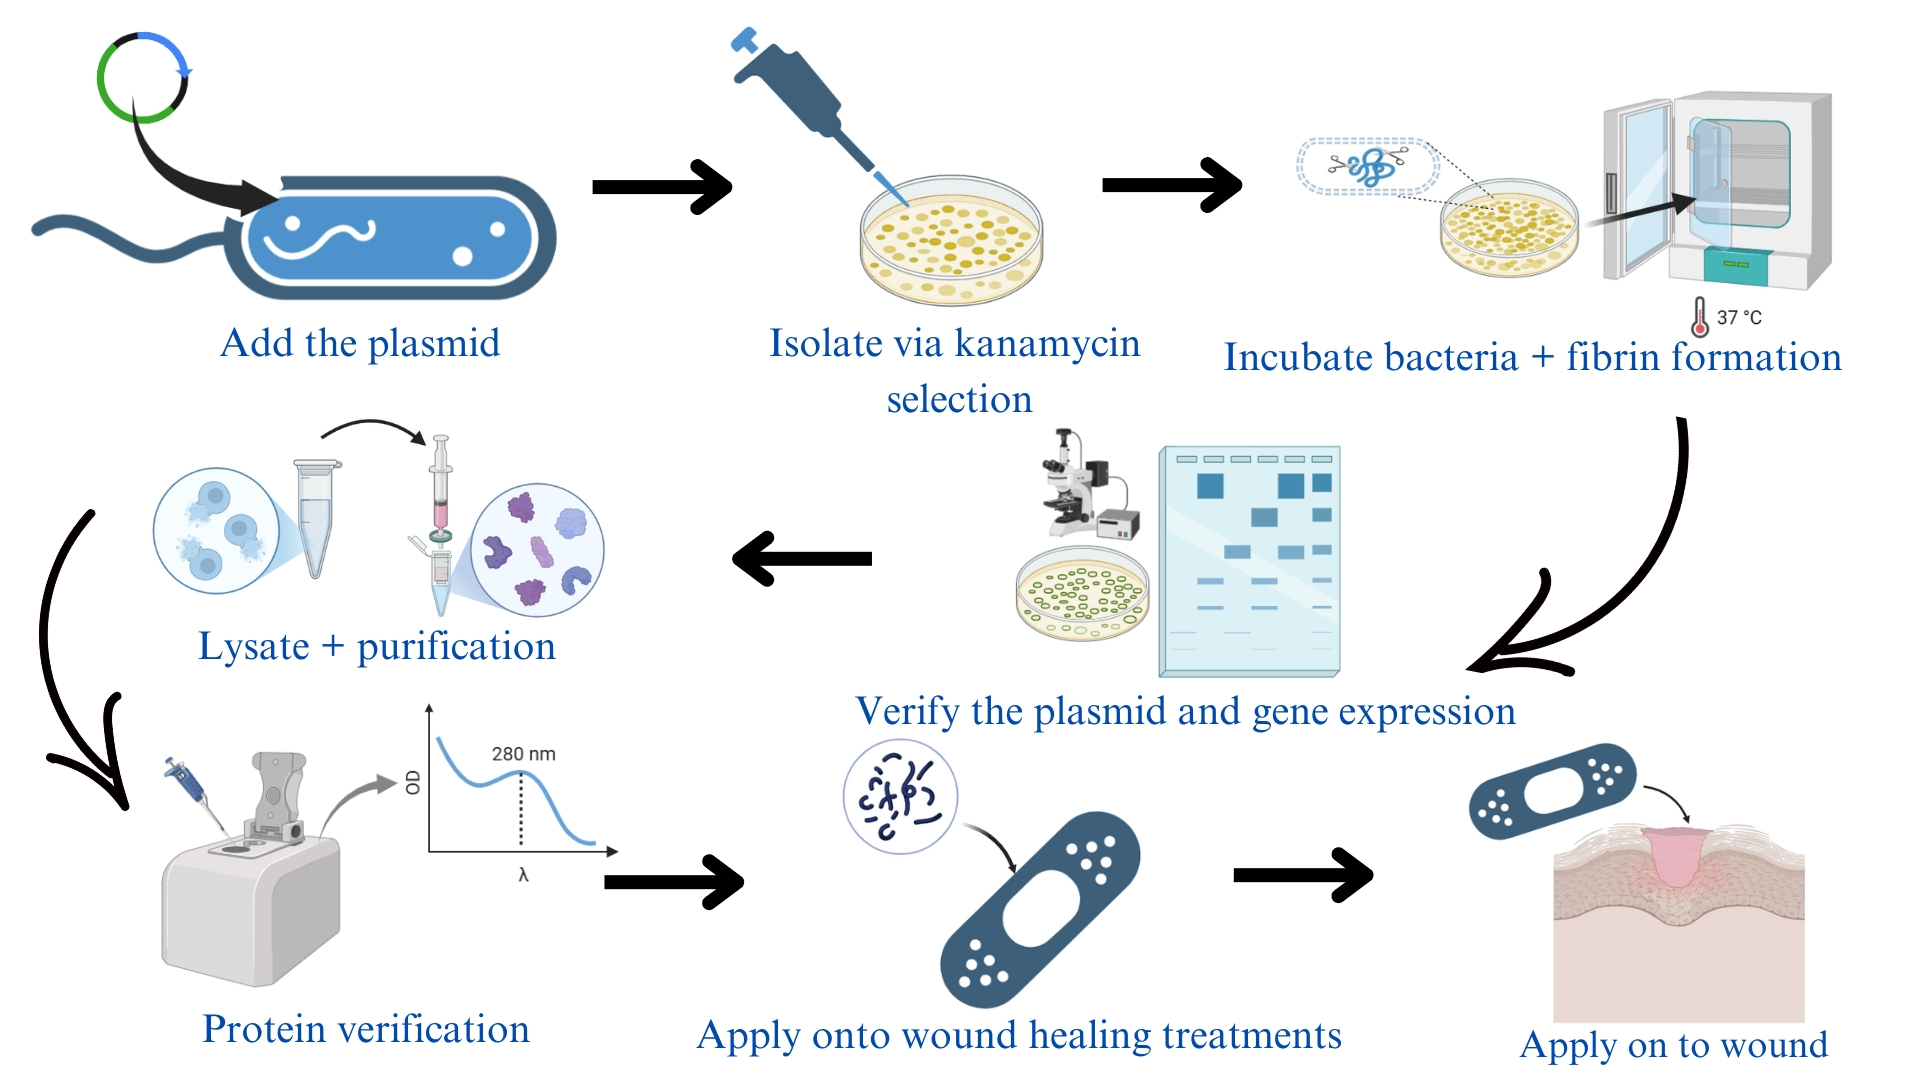 Add the plasmid
Isolate via kanamycin
selection
37 °C
Incubate bacteria + fibrin formation
Verify the plasmid and gene expression
Lysate + purification
280 nm
OD
λ
Protein verification
Apply onto wound healing treatments
Apply on to wound